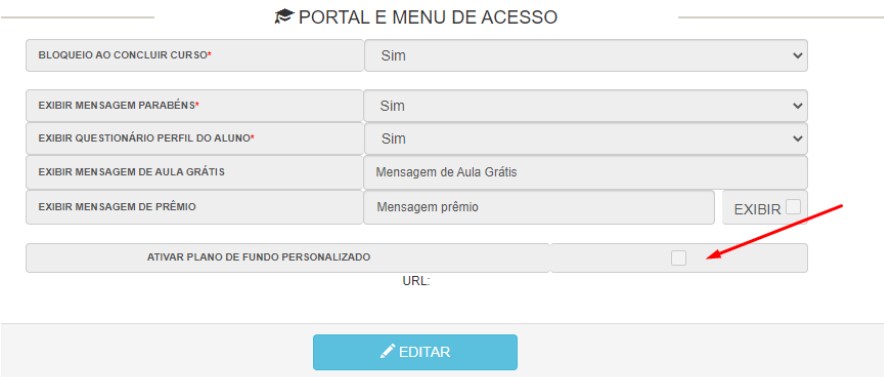 PORTAL E MENU DE ACESSO
BLOQUEIO AO CONCLUIR CURSO* Sim
EXIBIR MENSAGEM PARABÉNS* Sim
EXIBIR QUESTIONÁRIO PERFIL DO ALUNO* Sim
EXIBIR MENSAGEM DE AULA GRÁTIS Mensagem de Aula Grátis
EXIBIR MENSAGEM DE PRÊMIO Mensagem prêmio EXIBIR
ATIVAR PLANO DE FUNDO PERSONALIZADO
URL:
EDITAR